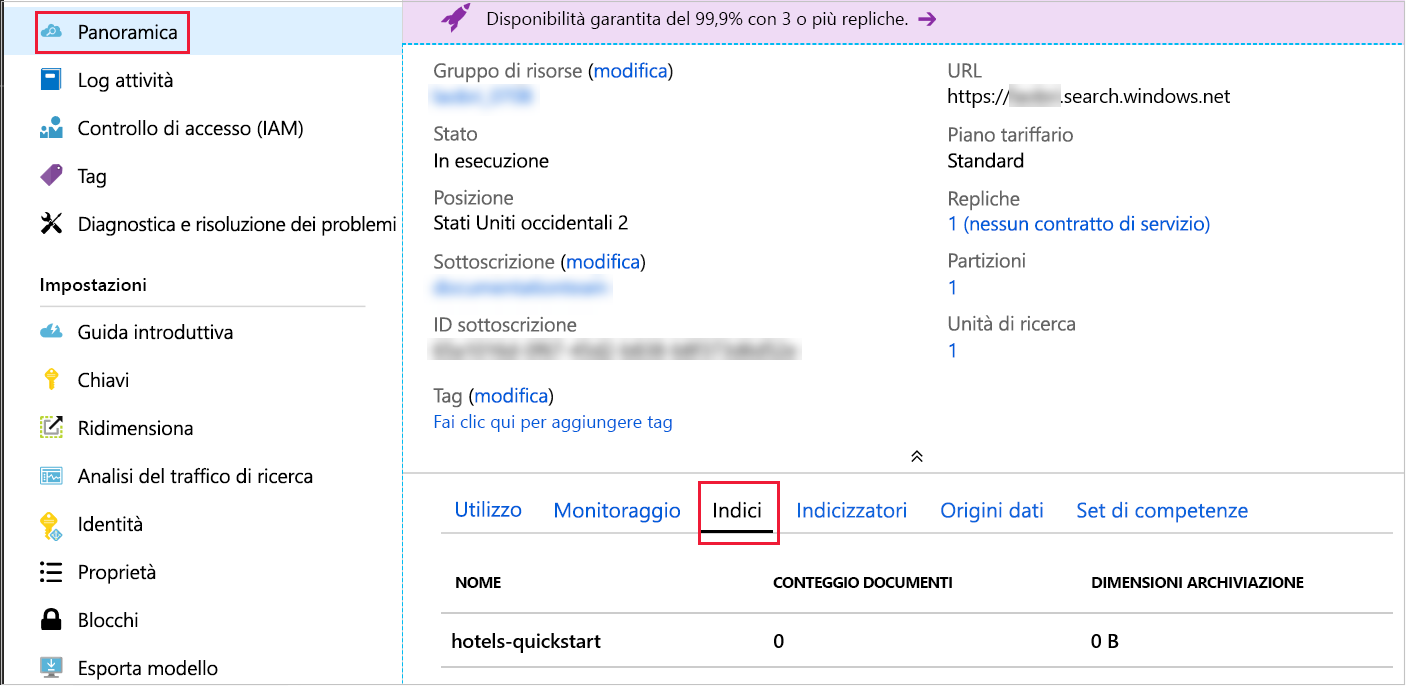 Panoramica
Log attività
Controllo di accesso (IAM)
Tag
Diagnostica e risoluzione dei problemi
Impostazioni
Guida introduttiva
Chiavi
Ridimensiona
Analisi del traffico di ricerca
Identità
Proprietà
Blocchi
Esporta modello
Disponibilità garantita del 99,9% con 3 o più repliche.
Gruppo di risorse (modifica)
Stato
In esecuzione
Posizione
Stati Uniti occidentali 2
Sottoscrizione (modifica)
ID sottoscrizione
Tag (modifica)
Fai clic qui per aggiungere tag
URL
https:// .search.windows.net
Piano tariffario
Standard
Repliche
1 (nessun contratto di servizio)
Partizioni
1
Unità di ricerca
1
Utilizzo Monitoraggio Indici Indicizzatori Origini dati Set di competenze
NOME CONTEGGIO DOCUMENTI DIMENSIONI ARCHIVIAZIONE
hotels-quickstart 0 0 B